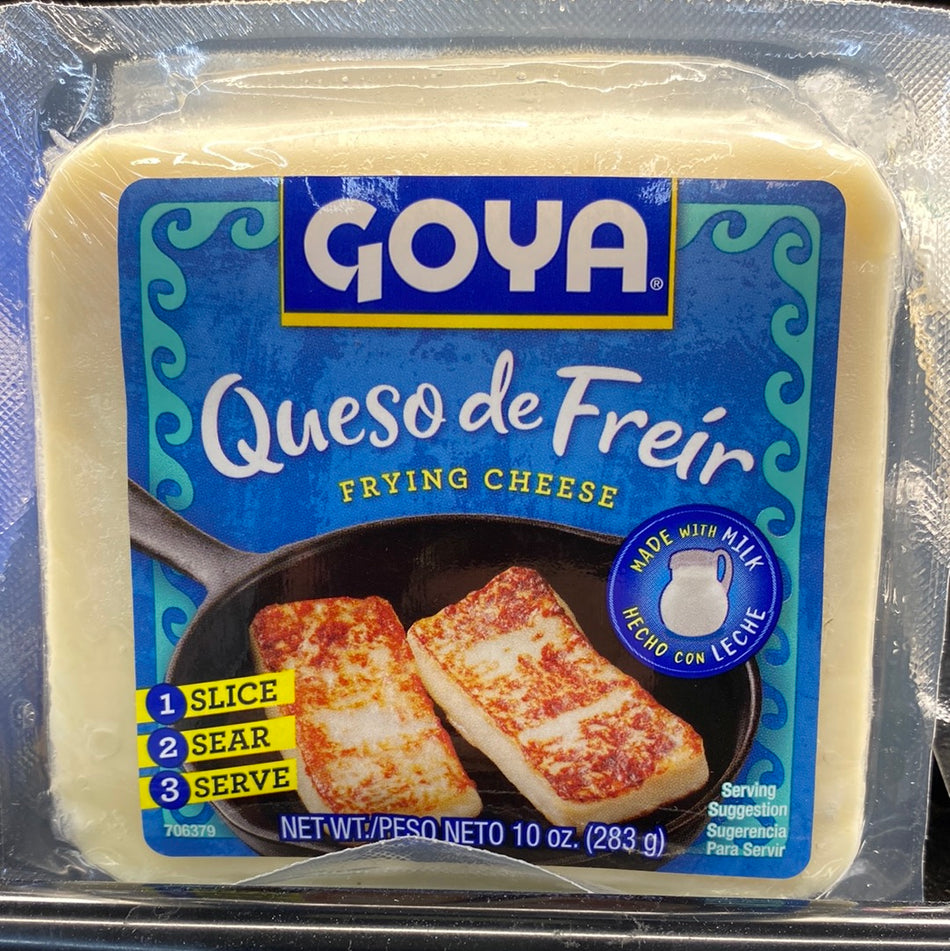 GOYA®
Queso de Freír
FRYING CHEESE
MADE WITH MILK
HECHO CON LECHE
1 SLICE
2 SEAR
3 SERVE
706379
NET WT./PESO NETO 10 oz. (283 g)
Serving
Suggestion
Sugerencia
Para Servir